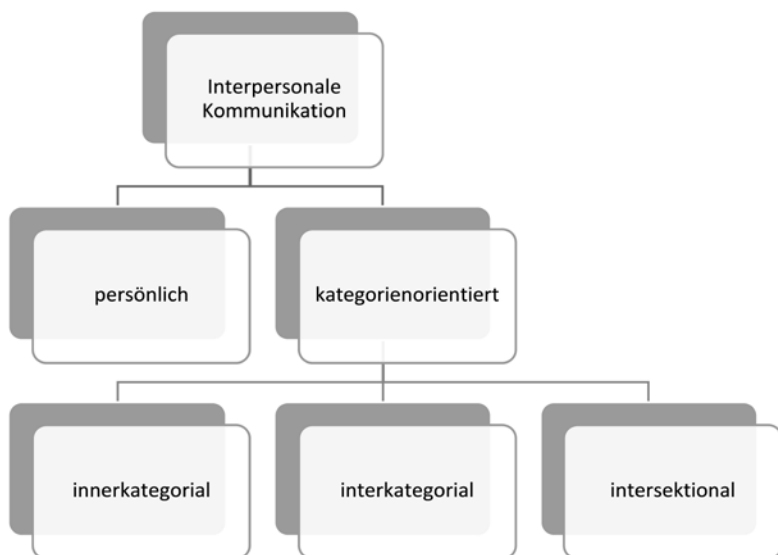 Interpersonale
Kommunikation
persönlich
kategorienorientiert
innerkategorial
interkategorial
intersektional